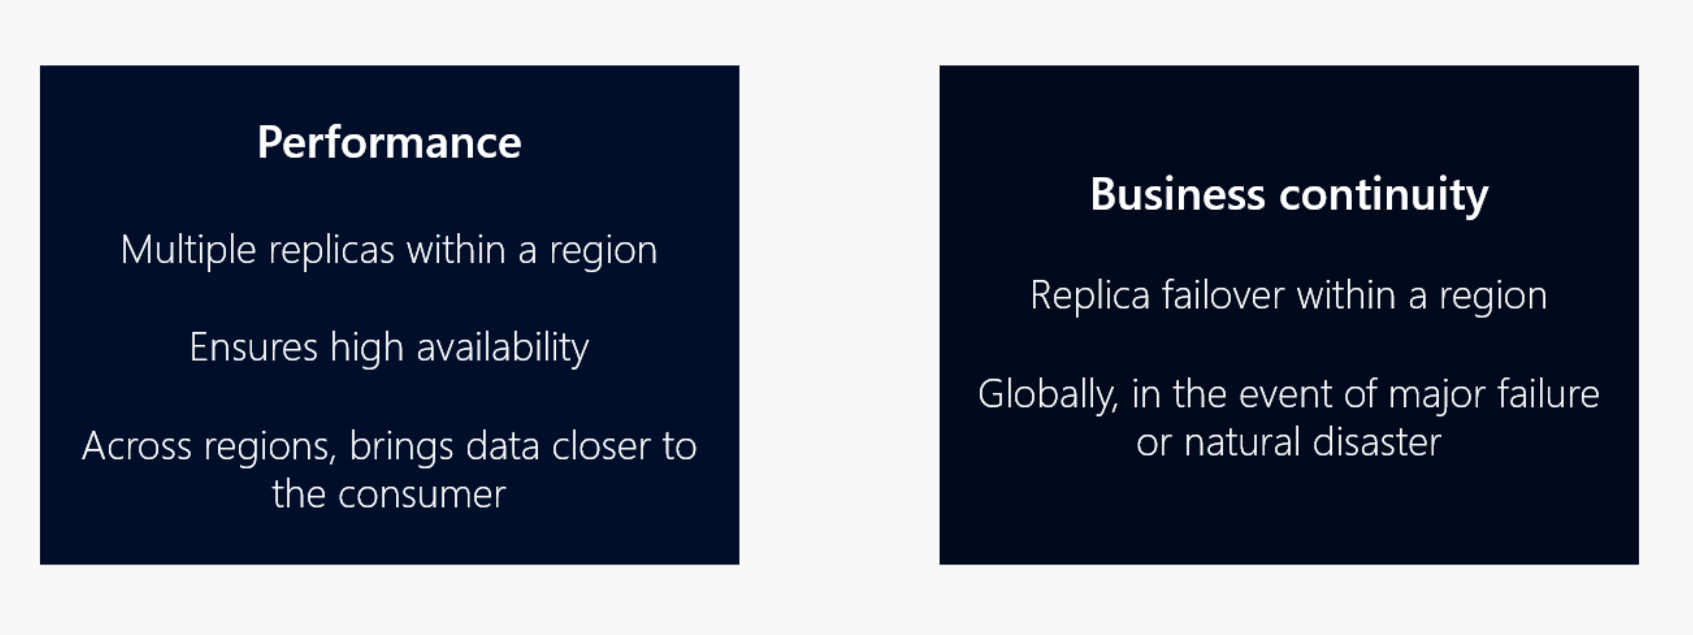 Performance
Multiple replicas within a region
Ensures high availability
Across regions, brings data closer to
the consumer
Business continuity
Replica failover within a region
Globally, in the event of major failure
or natural disaster